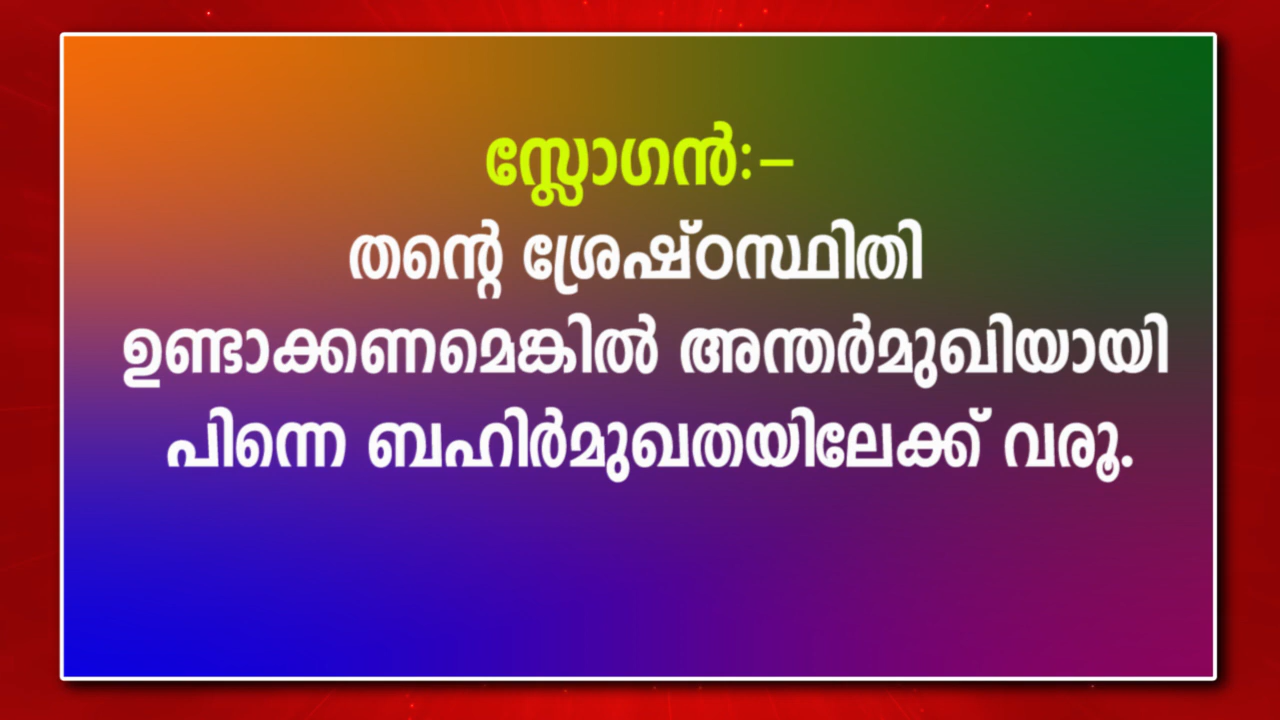 സ്ലോഗൻ:-
തന്റെ ശ്രേഷ്ഠസ്ഥിതി
ഉണ്ടാക്കണമെങ്കിൽ അന്തർമുഖിയായി
പിന്നെ ബഹിർമുഖതയിലേക്ക് വരൂ.